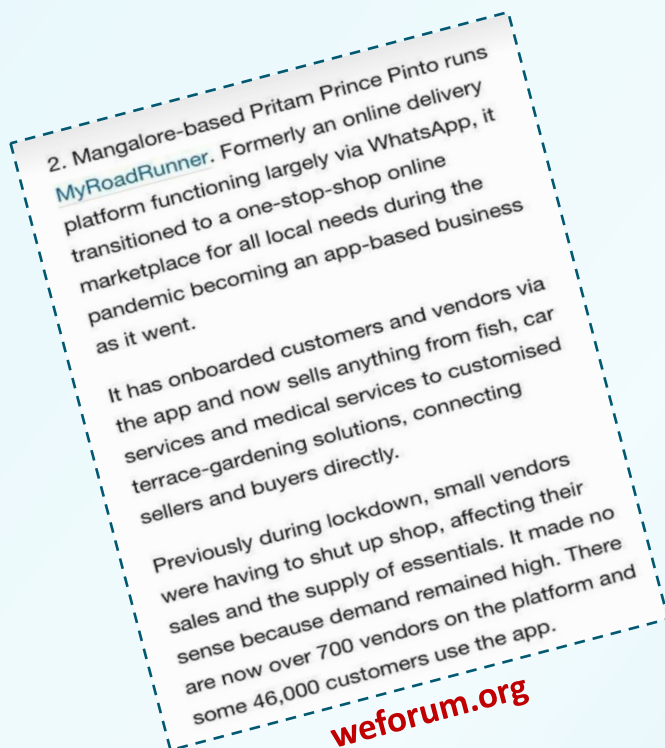 2. Mangalore-based Pritam Prince Pinto runs
MyRoadRunner. Formerly an online delivery
platform functioning largely via WhatsApp, it
transitioned to a one-stop-shop online
marketplace for all local needs during the
pandemic becoming an app-based business
as it went.
It has onboarded customers and vendors via
the app and now sells anything from fish, car
services and medical services to customised
terrace-gardening solutions, connecting
sellers and buyers directly.
Previously during lockdown, small vendors
were having to shut up shop, affecting their
sales and the supply of essentials. It made no
sense because demand remained high. There
are now over 700 vendors on the platform and
some 46,000 customers use the app.
weforum.org